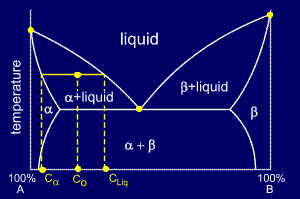 liquid
temperature
β+liquid
α+liquid
α
β
α + β
100%
A
Cα
CO
CLiq
100%
B